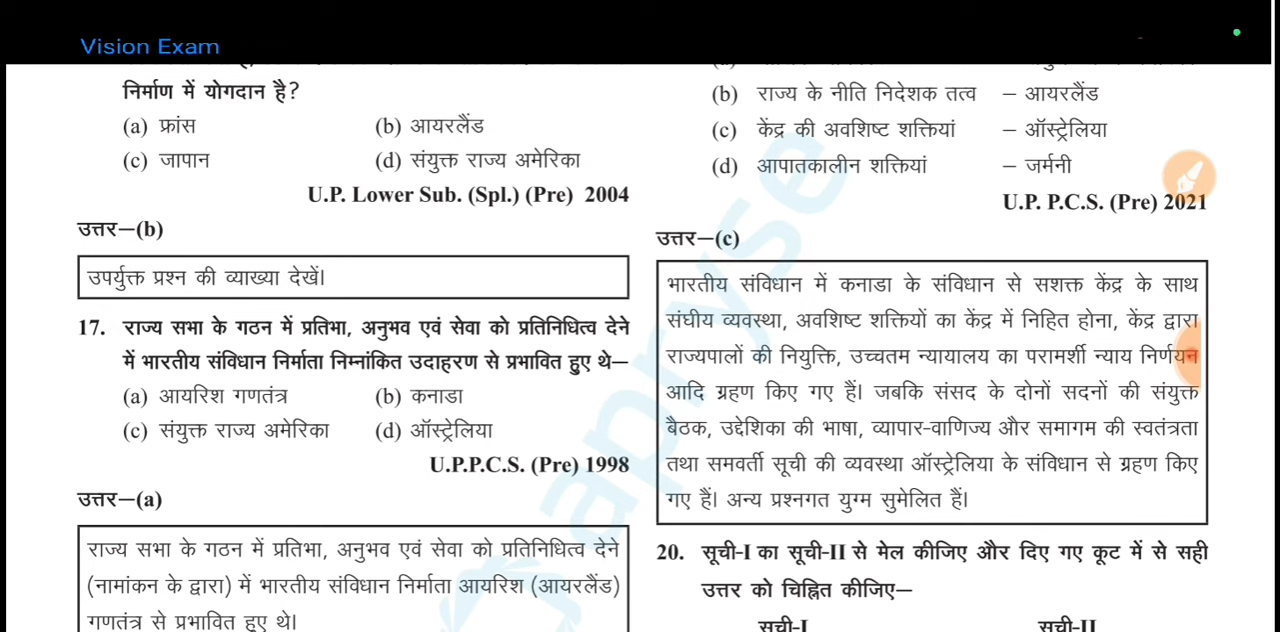 Vision Exam
निर्माण में योगदान है?
(a) फ्रांस (b) आयरलैंड
(c) जापान (d) संयुक्त राज्य अमेरिका
U.P. Lower Sub. (Spl.) (Pre) 2004
उत्तर—(b)
उपर्युक्त प्रश्न की व्याख्या देखें।
17. राज्य सभा के गठन में प्रतिभा, अनुभव एवं सेवा को प्रतिनिधित्व देने
में भारतीय संविधान निर्माता निम्नांकित उदाहरण से प्रभावित हुए थे—
(a) आयरिश गणतंत्र (b) कनाडा
(c) संयुक्त राज्य अमेरिका (d) ऑस्ट्रेलिया
U.P.P.C.S. (Pre) 1998
उत्तर—(a)
राज्य सभा के गठन में प्रतिभा, अनुभव एवं सेवा को प्रतिनिधित्व देने
(नामांकन के द्वारा) में भारतीय संविधान निर्माता आयरिश (आयरलैंड)
गणतंत्र से प्रभावित हुए थे।
(b) राज्य के नीति निदेशक तत्व – आयरलैंड
(c) केंद्र की अवशिष्ट शक्तियां – ऑस्ट्रेलिया
(d) आपातकालीन शक्तियां – जर्मनी
U.P. P.C.S. (Pre) 2021
उत्तर—(c)
भारतीय संविधान में कनाडा के संविधान से सशक्त केंद्र के साथ
संघीय व्यवस्था, अवशिष्ट शक्तियों का केंद्र में निहित होना, केंद्र द्वारा
राज्यपालों की नियुक्ति, उच्चतम न्यायालय का परामर्शी न्याय निर्णयन
आदि ग्रहण किए गए हैं। जबकि संसद के दोनों सदनों की संयुक्त
बैठक, उद्देशिका की भाषा, व्यापार-वाणिज्य और समागम की स्वतंत्रता
तथा समवर्ती सूची की व्यवस्था ऑस्ट्रेलिया के संविधान से ग्रहण किए
गए हैं। अन्य प्रश्नगत युग्म सुमेलित हैं।
20. सूची-I का सूची-II से मेल कीजिए और दिए गए कूट में से सही
उत्तर को चिह्नित कीजिए—
सूची-I सूची-II
apryse